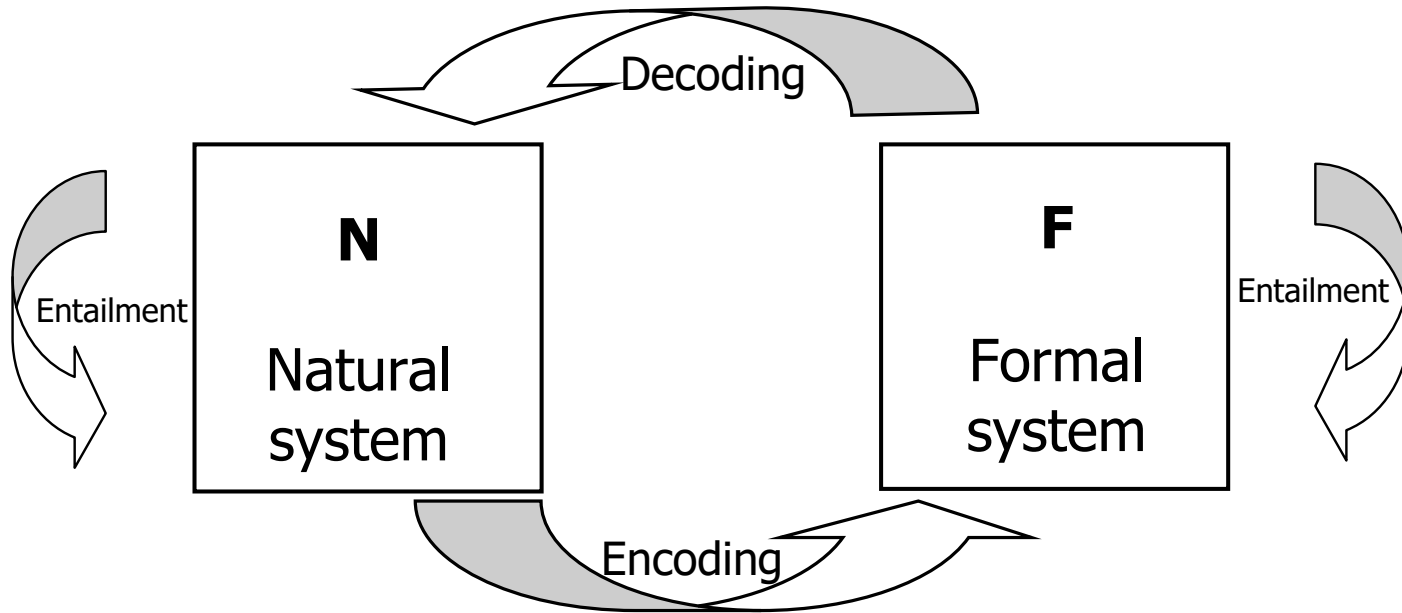 Decoding
N
F
Entailment
Entailment
Natural
system
Formal
system
Encoding